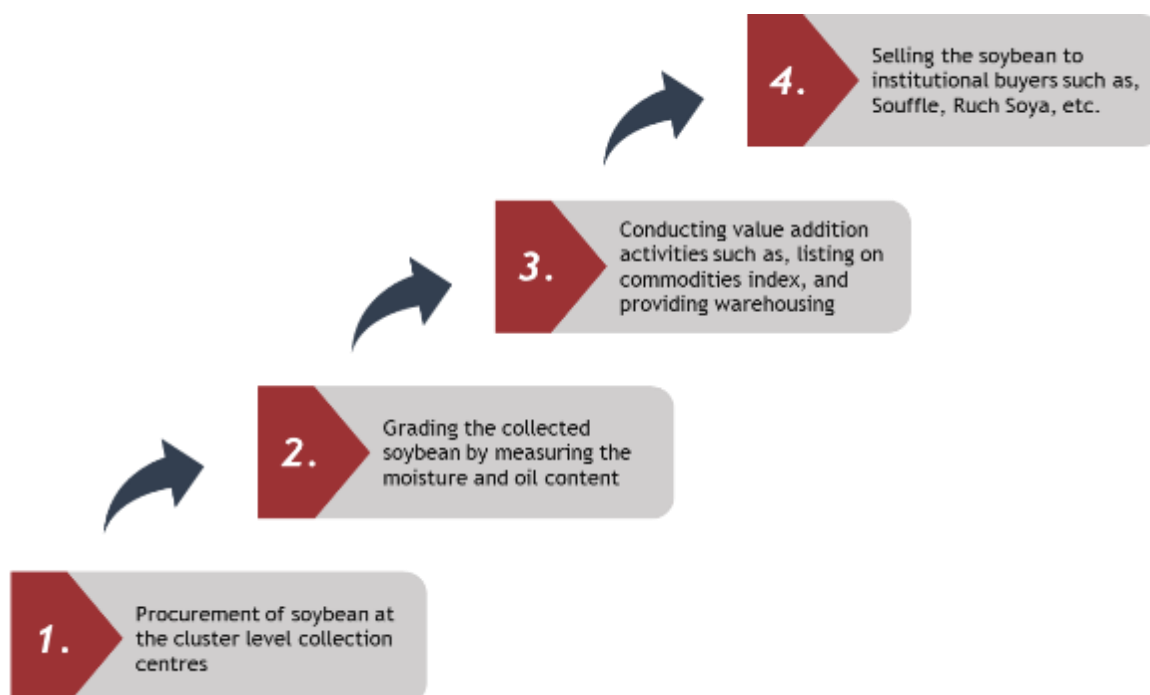 4.
Selling the soybean to
institutional buyers such as,
Souffle, Ruch Soya, etc.
3.
Conducting value addition
activities such as, listing on
commodities index, and
providing warehousing
2.
Grading the collected
soybean by measuring the
moisture and oil content
1.
Procurement of soybean at
the cluster level collection
centres